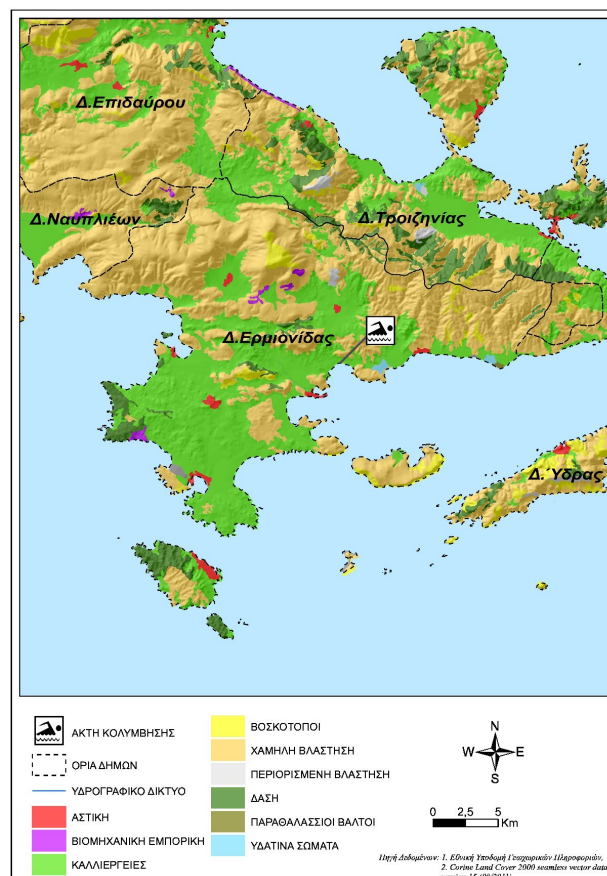 Δ.Επιδαύρου
Δ.Ναυπλιέων
Δ.Τροιζηνίας
Δ.Ερμιονίδας
Δ. Ύδρας
ΑΚΤΗ ΚΟΛΥΜΒΗΣΗΣ
ΟΡΙΑ ΔΗΜΩΝ
ΥΔΡΟΓΡΑΦΙΚΟ ΔΙΚΤΥΟ
ΑΣΤΙΚΗ
ΒΙΟΜΗΧΑΝΙΚΗ ΕΜΠΟΡΙΚΗ
ΚΑΛΛΙΕΡΓΕΙΕΣ
ΒΟΣΚΟΤΟΠΟΙ
ΧΑΜΗΛΗ ΒΛΑΣΤΗΣΗ
ΠΕΡΙΟΡΙΣΜΕΝΗ ΒΛΑΣΤΗΣΗ
ΔΑΣΗ
ΠΑΡΑΘΑΛΑΣΣΙΟΙ ΒΑΛΤΟΙ
ΥΔΑΤΙΝΑ ΣΩΜΑΤΑ
N
W E
S
0 2,5 5
Km
Πηγή Δεδομένων: 1. Εθνική Υποδομή Γεωχωρικών Πληροφοριών,
2. Corine Land Cover 2000 seamless vector data